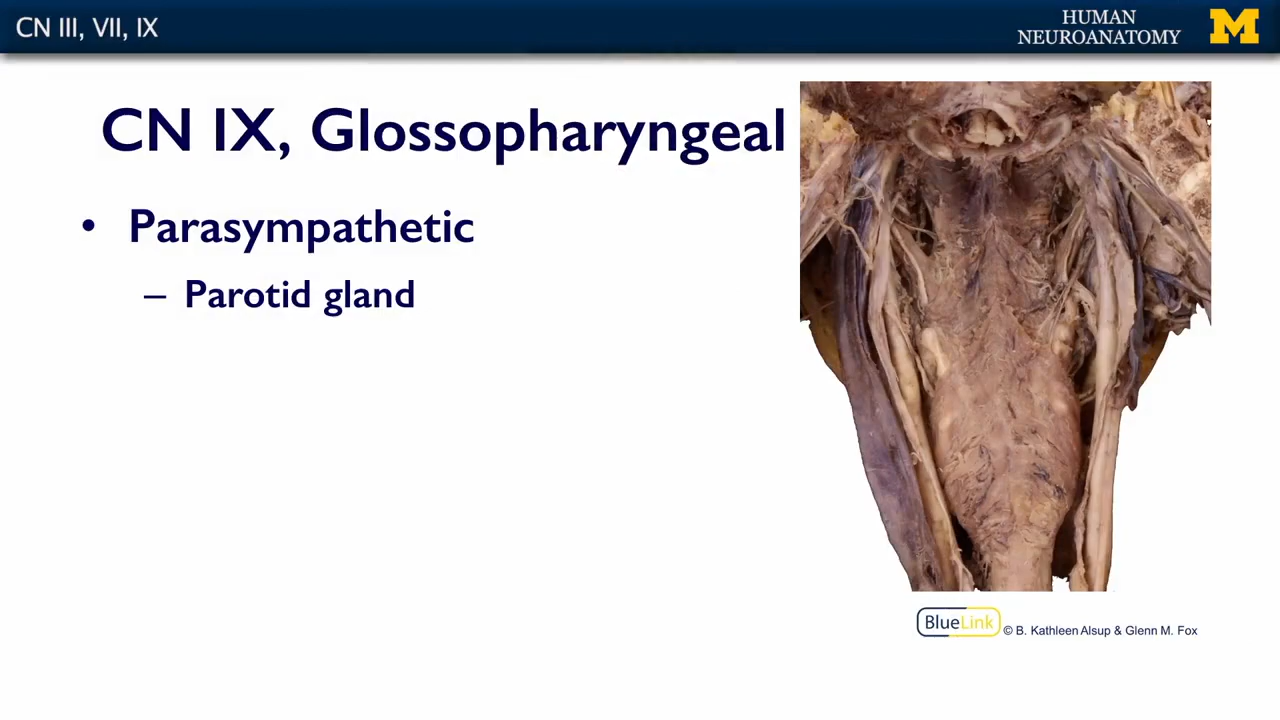 CN III, VII, IX
HUMAN
NEUROANATOMY
M
CN IX, Glossopharyngeal
• Parasympathetic
– Parotid gland
BlueLink © B. Kathleen Alsup & Glenn M. Fox